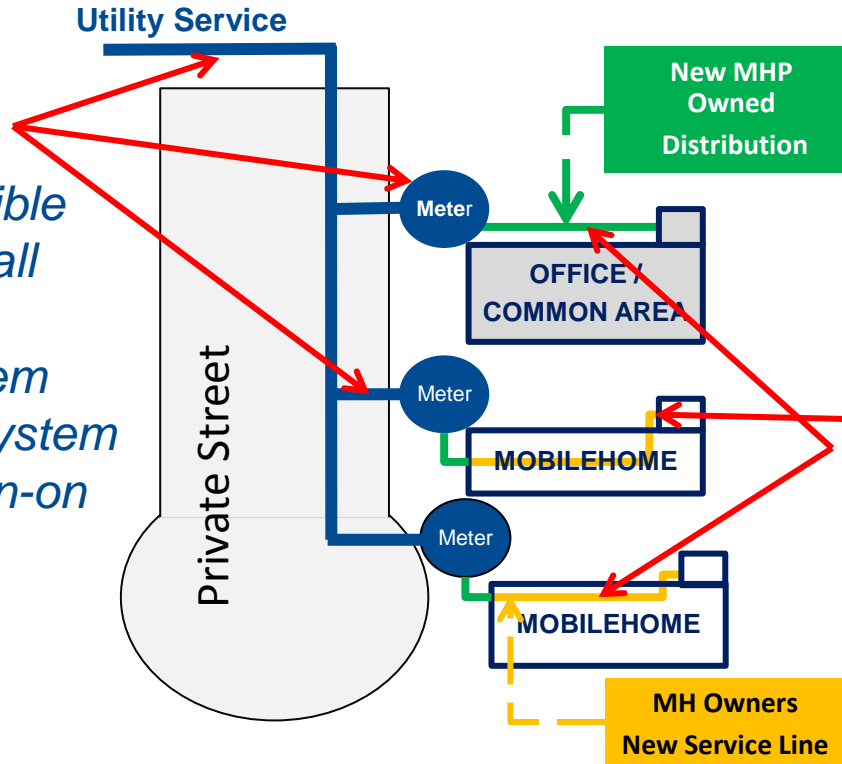 Utility Service
New MHP
Owned
Distribution
ible
all
em
ystem
n-on
Private Street
Meter
OFFICE /
COMMON AREA
Meter
MOBILEHOME
Meter
MOBILEHOME
MH Owners
New Service Line